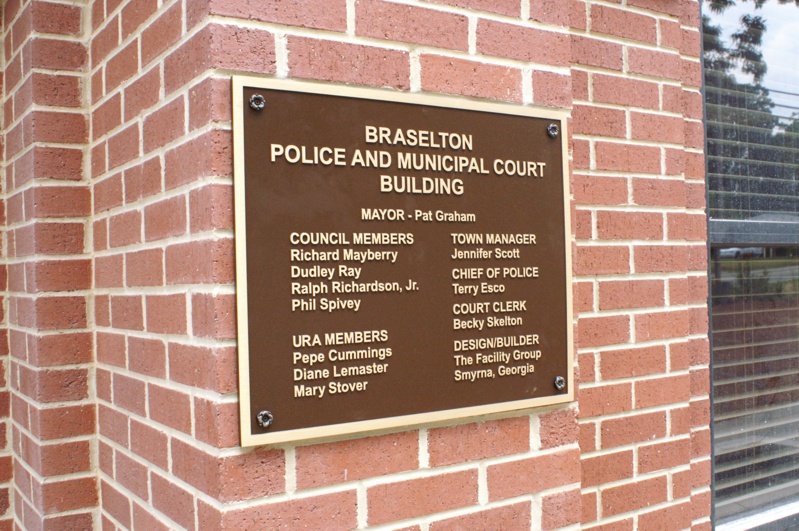 BRASELTON
POLICE AND MUNICIPAL COURT
BUILDING
MAYOR - Pat Graham
COUNCIL MEMBERS
Richard Mayberry
Dudley Ray
Ralph Richardson, Jr.
Phil Spivey
URA MEMBERS
Pepe Cummings
Diane Lemaster
Mary Stover
TOWN MANAGER
Jennifer Scott
CHIEF OF POLICE
Terry Esco
COURT CLERK
Becky Skelton
DESIGN/BUILDER
The Facility Group
Smyrna, Georgia